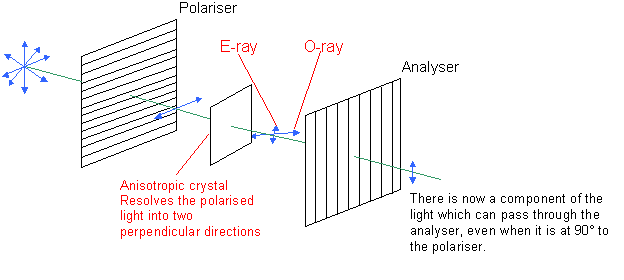 Polariser
E-ray
O-ray
Analyser
Anisotropic crystal
Resolves the polarised
light into two
perpendicular directions
There is now a component of the
light which can pass through the
analyser, even when it is at 90° to
the polariser.